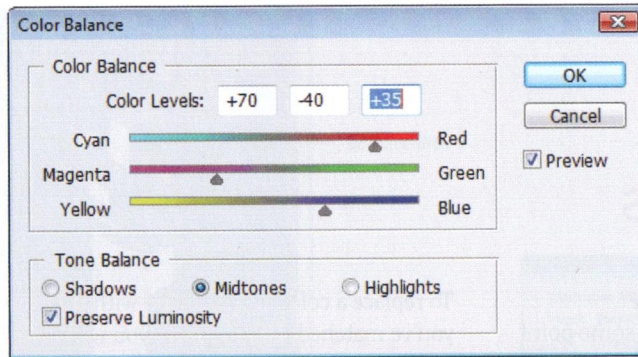 Color Balance
Color Balance
OK
Color Levels: +70 -40 +35
Cancel
Cyan Red
Preview
Magenta Green
Yellow Blue
Tone Balance
Shadows Midtones Highlights
Preserve Luminosity